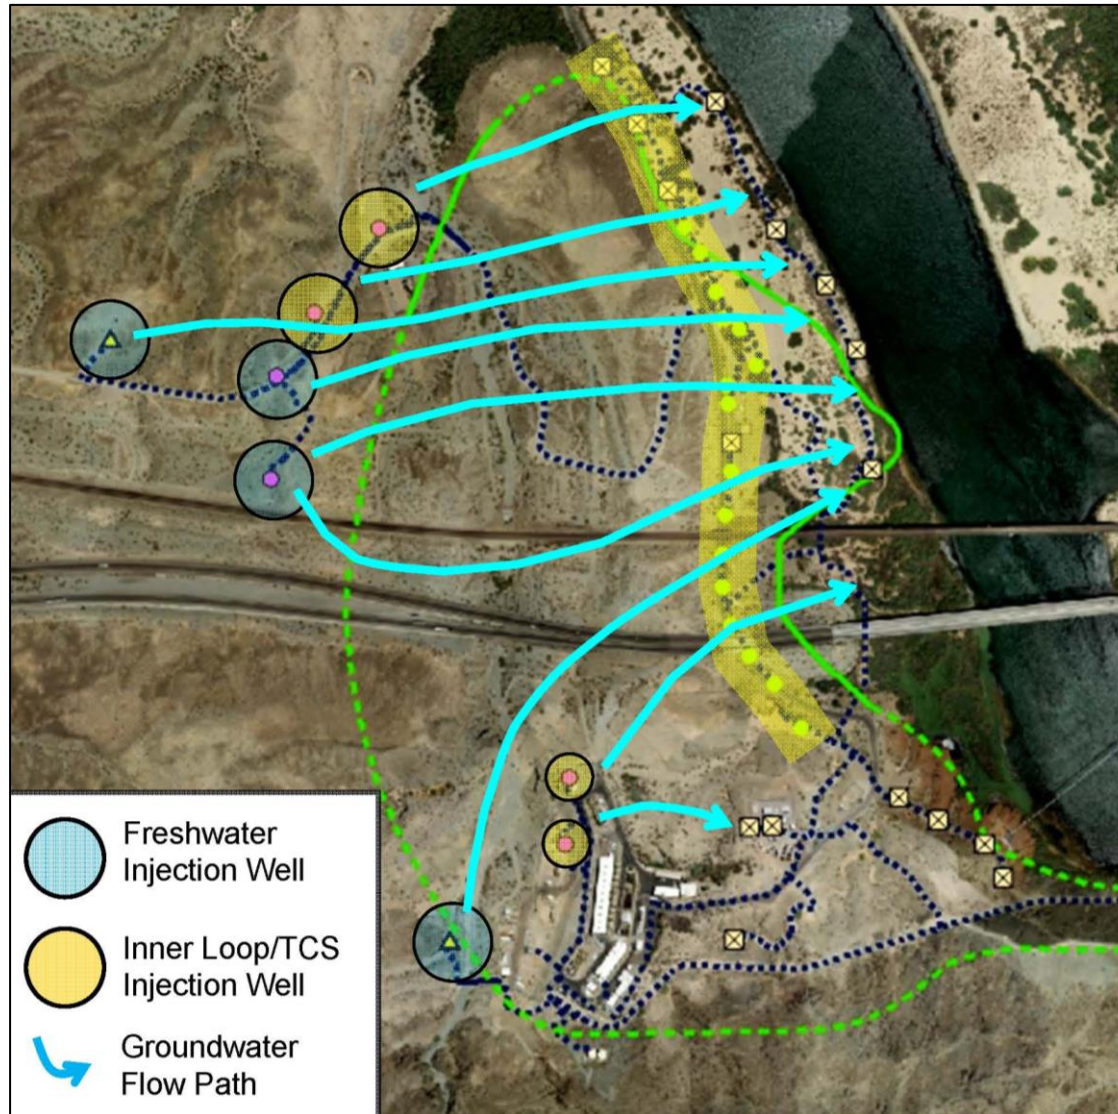 Freshwater
Injection Well
Inner Loop/TCS
Injection Well
Groundwater
Flow Path